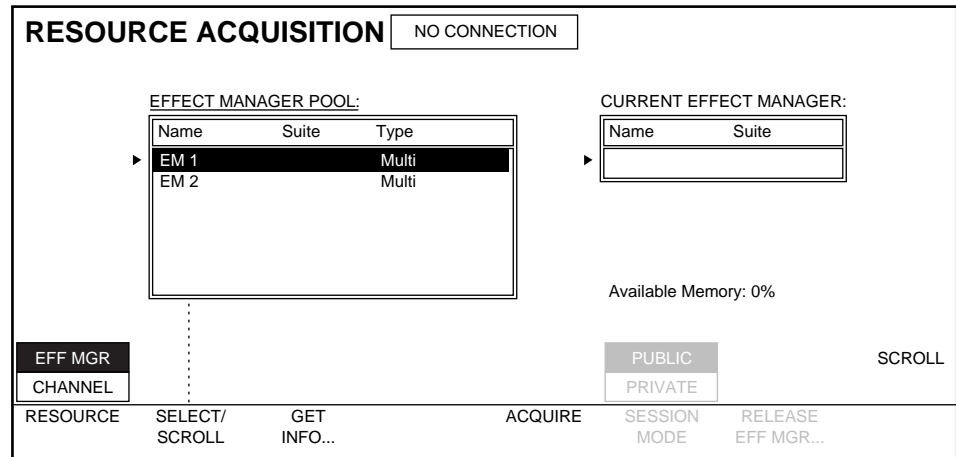 RESOURCE ACQUISITION NO CONNECTION
EFFECT MANAGER POOL: CURRENT EFFECT MANAGER:
Name Suite Type Name Suite
EM 1 Multi
EM 2 Multi
Available Memory: 0%
EFF MGR PUBLIC SCROLL
CHANNEL PRIVATE
RESOURCE SELECT/ GET ACQUIRE SESSION RELEASE
SCROLL INFO... MODE EFF MGR...